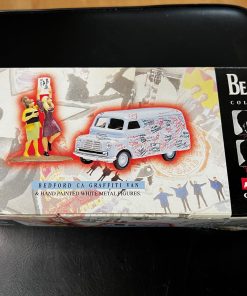 BE
COL
BEDFORD CA GRAFFITI VAN
& HAND PAINTED WHITE METAL FIGURES.